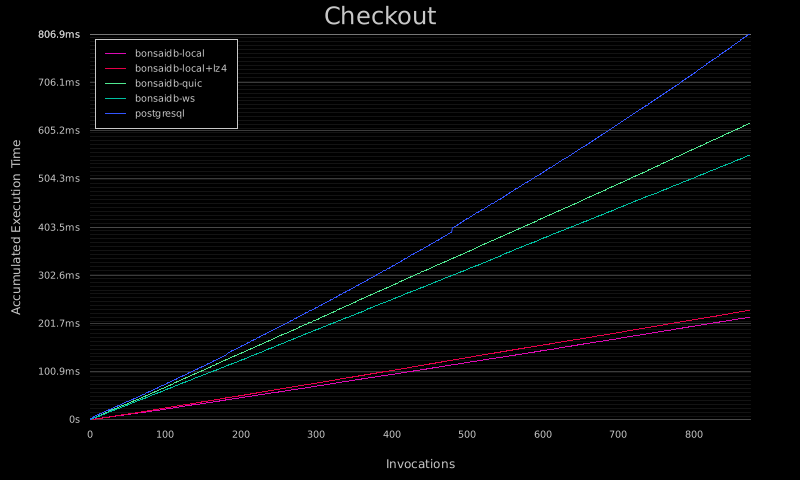 Checkout
806.9ms
706.1ms
605.2ms
504.3ms
403.5ms
302.6ms
201.7ms
100.9ms
0s
bonsaidb-local
bonsaidb-local+lz4
bonsaidb-quic
bonsaidb-ws
postgresql
Accumulated Execution Time
0 100 200 300 400 500 600 700 800
Invocations